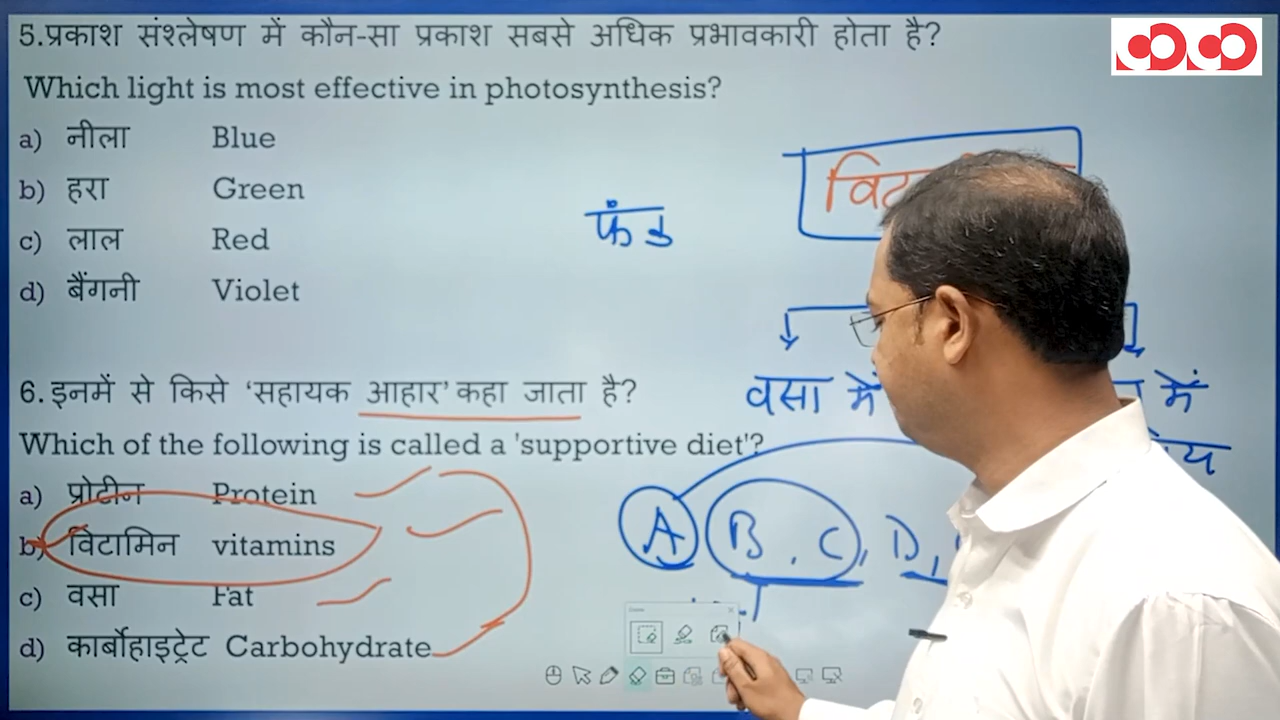 5.प्रकाश संश्लेषण में कौन-सा प्रकाश सबसे अधिक प्रभावकारी होता है?
Which light is most effective in photosynthesis?
a) नीला Blue
b) हरा Green
c) लाल Red
d) बैंगनी Violet
फंड
6.इनमें से किसे ‘सहायक आहार’ कहा जाता है?
Which of the following is called a 'supportive diet'?
a) प्रोटीन Protein
b) विटामिन vitamins
c) वसा Fat
d) कार्बोहाइट्रेट Carbohydrate
वसा में में
A B , C , D ,